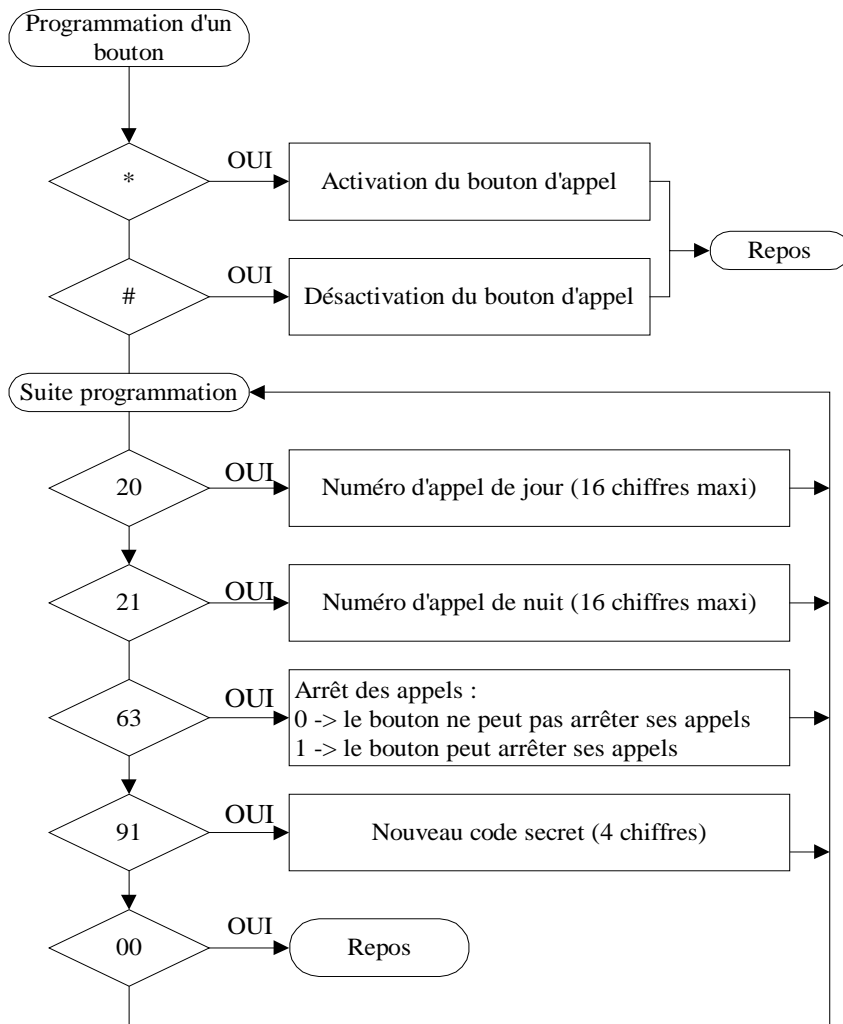 Programmation d'un
bouton
OUI
*
Activation du bouton d'appel
Repos
OUI
#
Désactivation du bouton d'appel
Suite programmation
OUI
20
Numéro d'appel de jour (16 chiffres maxi)
OUI
21
Numéro d'appel de nuit (16 chiffres maxi)
OUI
63
Arrêt des appels :
0 -> le bouton ne peut pas arrêter ses appels
1 -> le bouton peut arrêter ses appels
OUI
91
Nouveau code secret (4 chiffres)
OUI
00
Repos